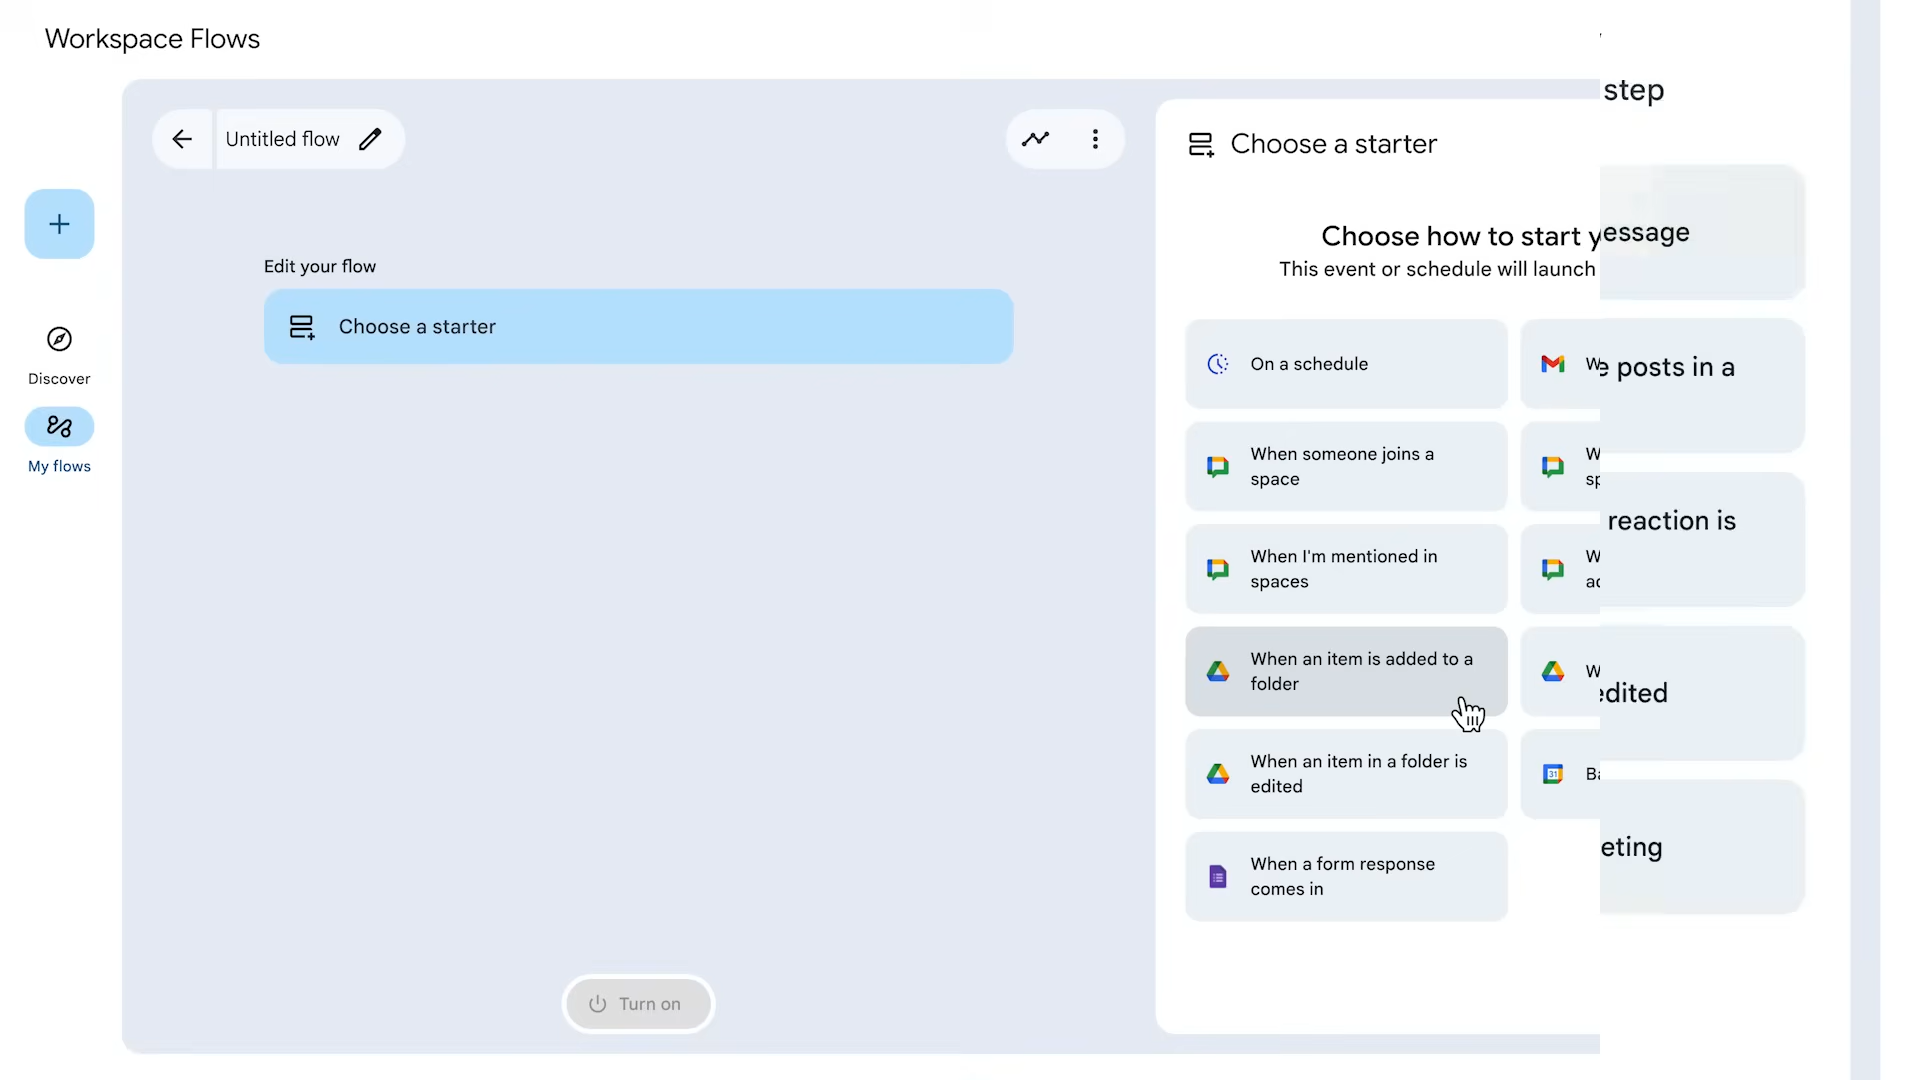 Workspace Flows
Untitled flow
Edit your flow
Choose a starter
Discover
My flows
Turn on
Choose a starter
Choose how to start
This event or schedule will launch
On a schedule
When someone joins a
space
When I'm mentioned in
spaces
When an item is added to a
folder
When an item in a folder is
edited
31
When a form response
comes in
step
posts in a
reaction is